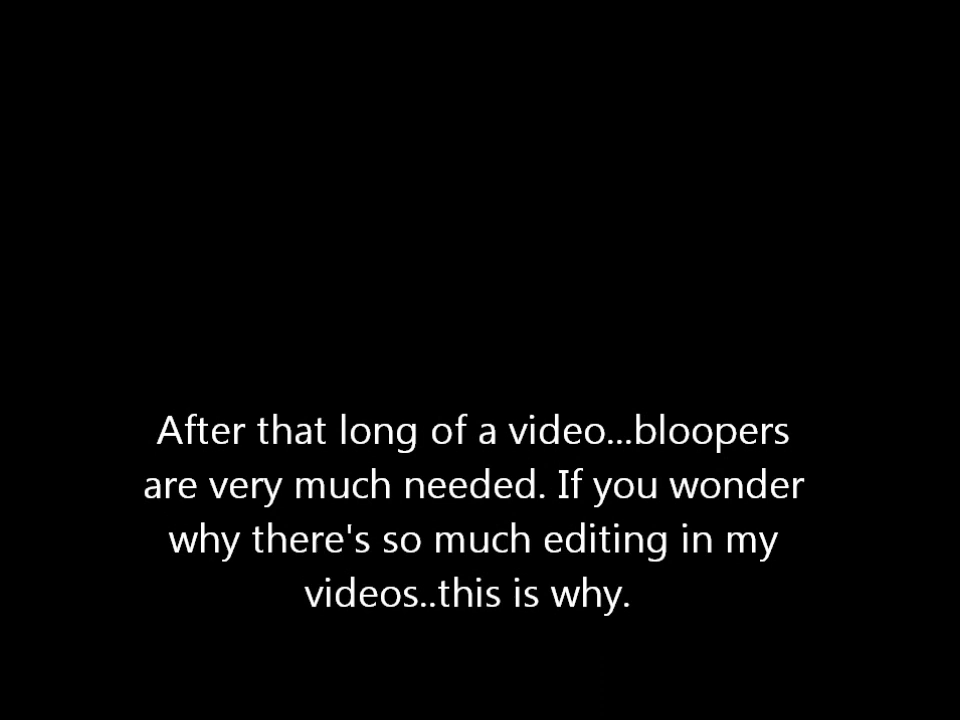 After that long of a video...bloopers
are very much needed. If you wonder
why there's so much editing in my
videos..this is why.